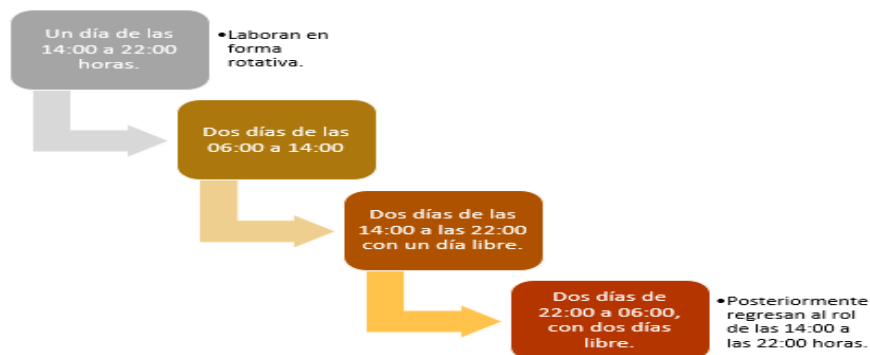 Un día de las
14:00 a 22:00
horas.
•Laboran en
forma
rotativa.
Dos días de las
06:00 a 14:00
Dos días de las
14:00 a las 22:00
con un día libre.
Dos días de
22:00 a 06:00,
con dos días
libre.
•Posteriormente
regresan al rol
de las 14:00 a
las 22:00 horas.